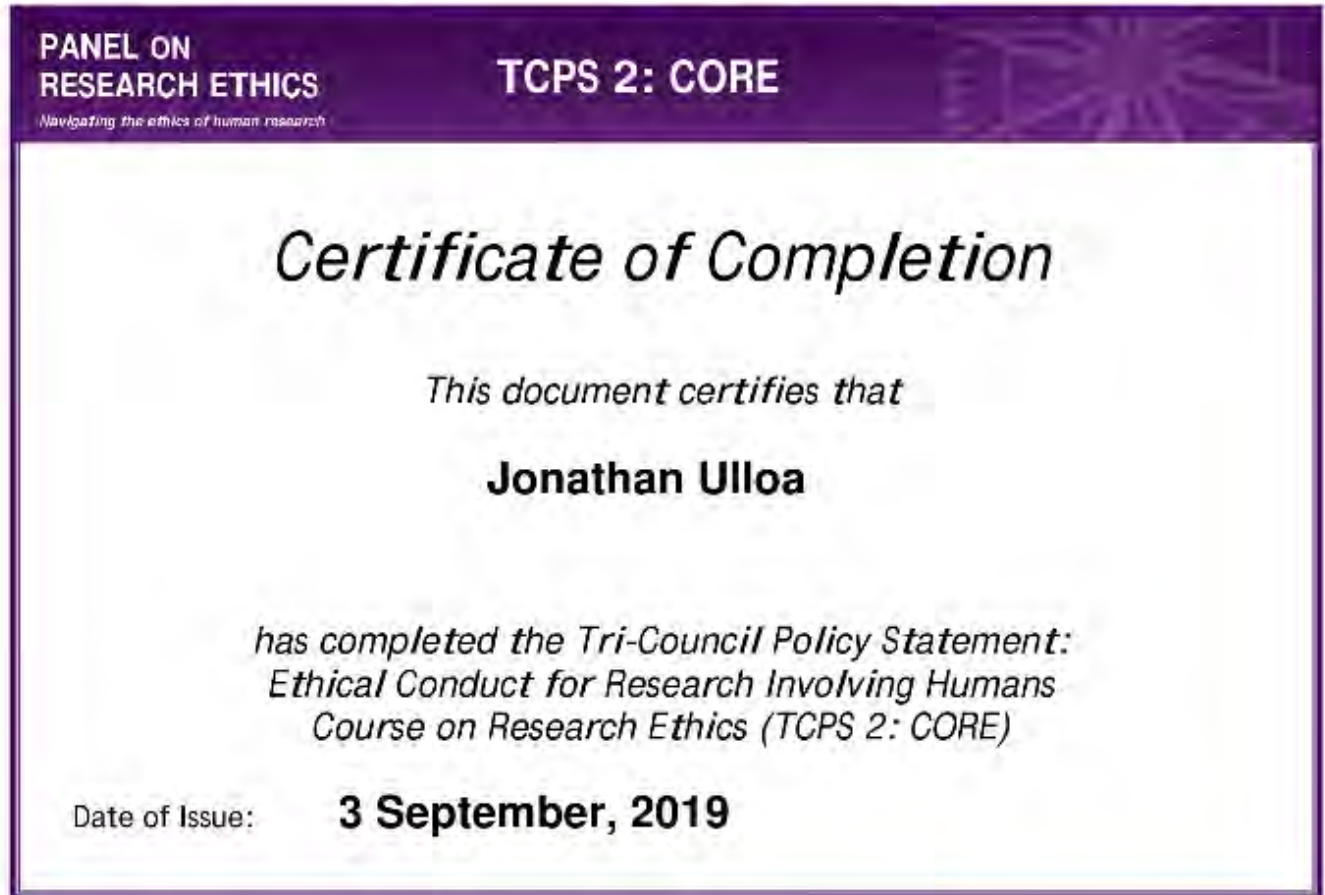 PANEL ON
RESEARCH ETHICS
Navigating the ethics of human research
TCPS 2: CORE
Certificate of Completion
This document certifies that
Jonathan Ulloa
has completed the Tri-Council Policy Statement:
Ethical Conduct for Research Involving Humans
Course on Research Ethics (TCPS 2: CORE)
Date of Issue: 3 September, 2019